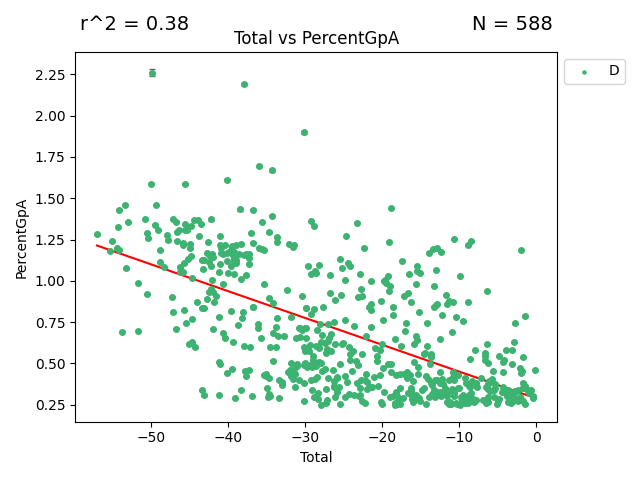 r^2 = 0.38 N = 588
Total vs PercentGpA
D
PercentGpA
2.25
2.00
1.75
1.50
1.25
1.00
0.75
0.50
0.25
−50 −40 −30 −20 −10 0
Total